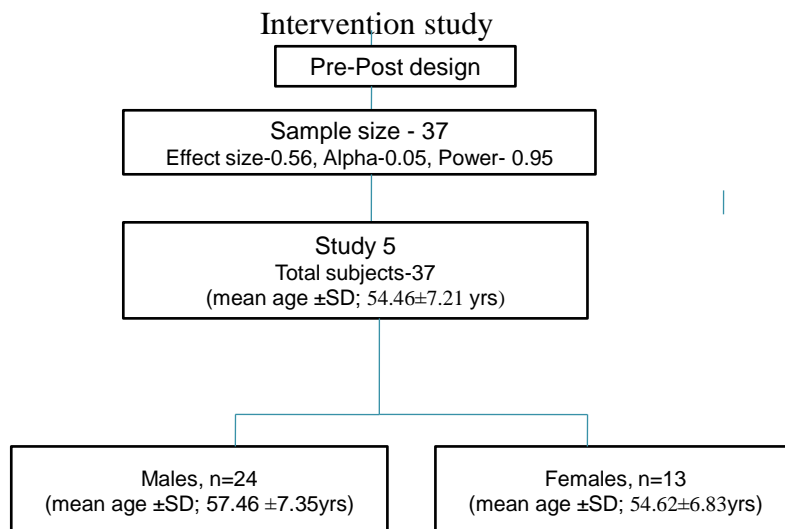 Intervention study
Pre-Post design
Sample size - 37
Effect size-0.56, Alpha-0.05, Power- 0.95
Study 5
Total subjects-37
(mean age ±SD; 54.46±7.21 yrs)
Males, n=24
(mean age ±SD; 57.46 ±7.35yrs)
Females, n=13
(mean age ±SD; 54.62±6.83yrs)